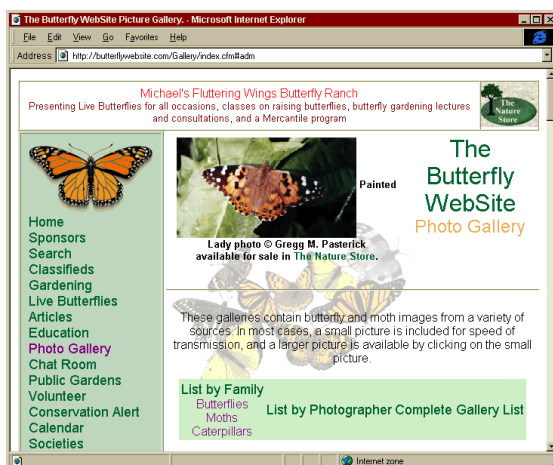 The Butterfly WebSite Picture Gallery. - Microsoft Internet Explorer
File Edit View Go Favorites Help
Address http://butterflywebsite.com/Gallery/index.cfm#adm
Michael's Fluttering Wings Butterfly Ranch
Presenting Live Butterflies for all occasions, classes on raising butterflies, butterfly gardening lectures
and consultations, and a Mercantile program
The
Nature
Store
Home
Sponsors
Search
Classifieds
Gardening
Live Butterflies
Articles
Education
Photo Gallery
Chat Room
Public Gardens
Volunteer
Conservation Alert
Calendar
Societies
Painted
Lady photo © Gregg M. Pasterick
available for sale in The Nature Store.
The
Butterfly
WebSite
Photo Gallery
These galleries contain butterfly and moth images from a variety of
sources. In most cases, a small picture is included for speed of
transmission, and a larger picture is available by clicking on the small
picture.
List by Family
Butterflies
Moths
Caterpillars
List by Photographer Complete Gallery List
Internet zone